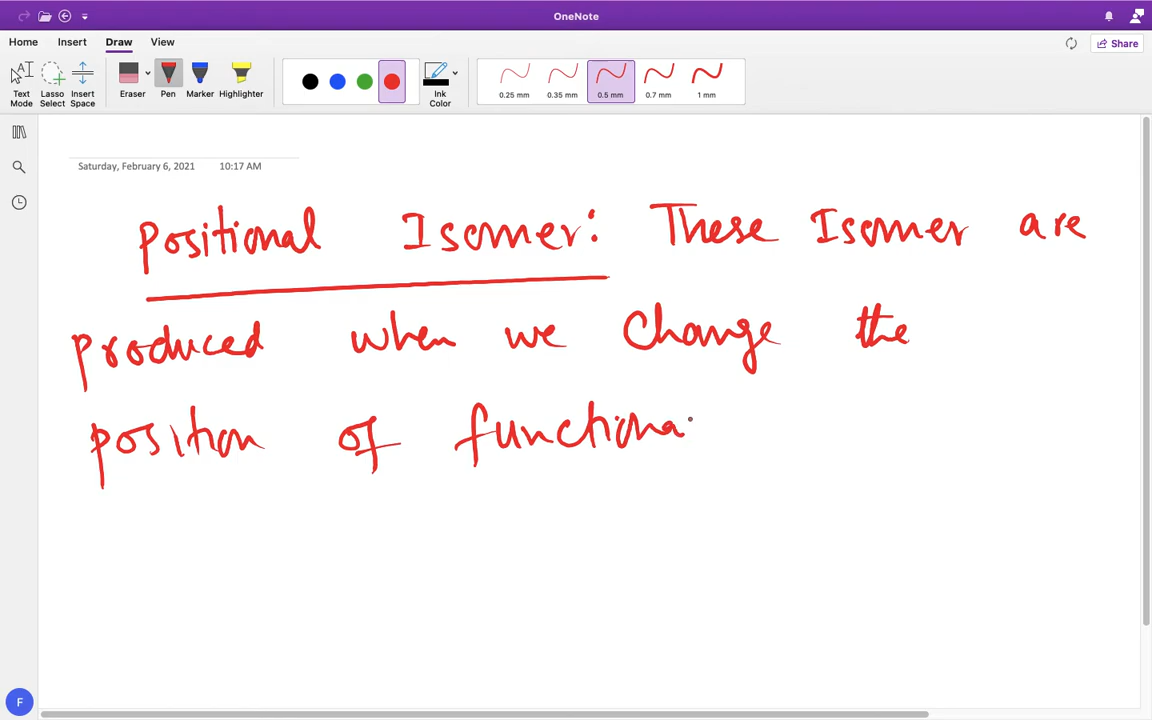 OneNote
Home Insert Draw View
Share
Text Mode
Lasso Select
Insert Space
Eraser
Pen
Marker
Highlighter
Ink Color
0.25 mm 0.35 mm 0.5 mm 0.7 mm 1 mm
Saturday, February 6, 2021 10:17 AM
Positional Isomer: These Isomer are
produced when we change the
position of functiona
F